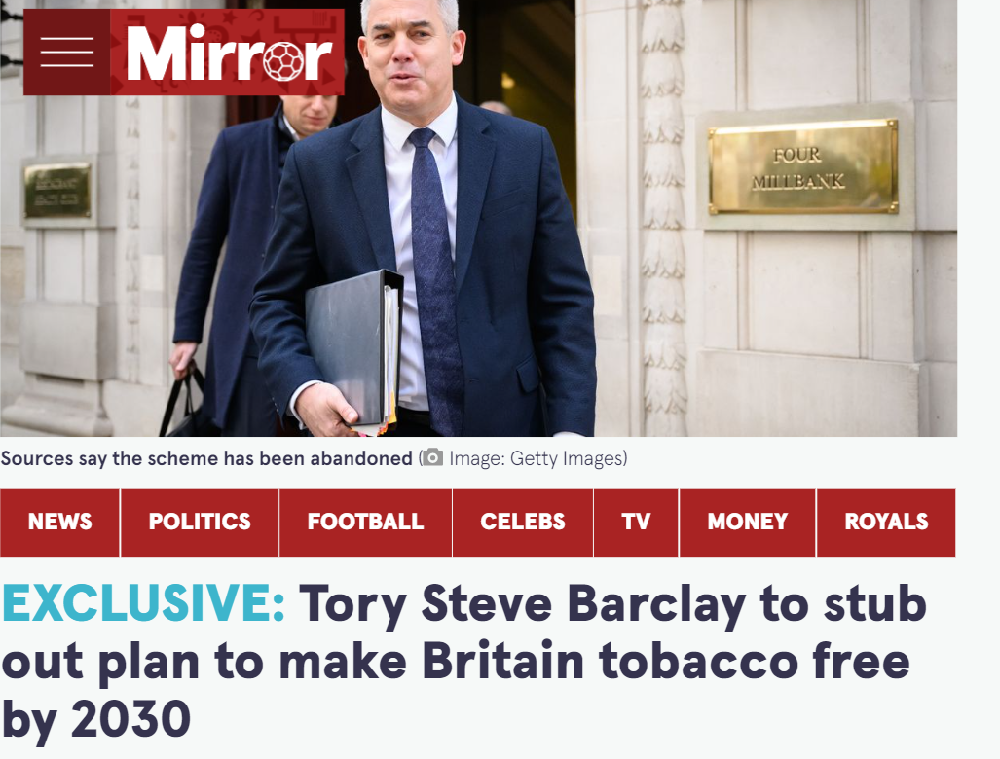 Mirror
FOUR
MILLBANK
Sources say the scheme has been abandoned (Image: Getty Images)
NEWS
POLITICS
FOOTBALL
CELEBS
TV
MONEY
ROYALS
EXCLUSIVE: Tory Steve Barclay to stub
out plan to make Britain tobacco free
by 2030